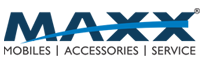 MAXX®
MOBILES | ACCESSORIES | SERVICE